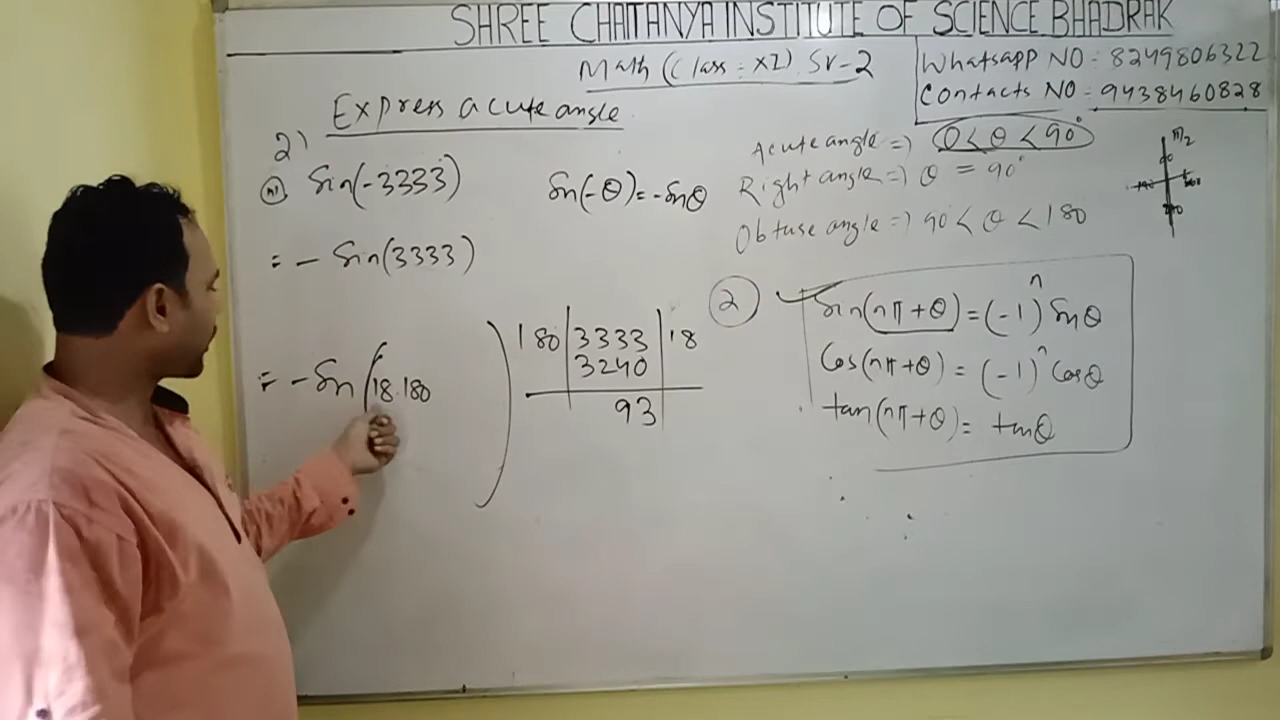 SHREE CHAITANYA INSTITUTE OF SCIENCE BHADRAK
Math (Class : XI) Sr-2
Whatsapp NO - 8249806322
Contacts NO - 9438460828
Express acute angle
2)
Sin(-3333)
= - Sin(3333)
= - Sin(18.180 )
Sin(-θ) = -Sinθ
Acute angle => 0 < θ < 90°
Right angle => θ = 90°
Obtuse angle => 90 < θ < 180
π/2
180 | 3333 | 18
3240
93
2
Sin(nπ + θ) = (-1)^n Sinθ
Cos(nπ + θ) = (-1)^n Cosθ
tan(nπ + θ) = tanθ